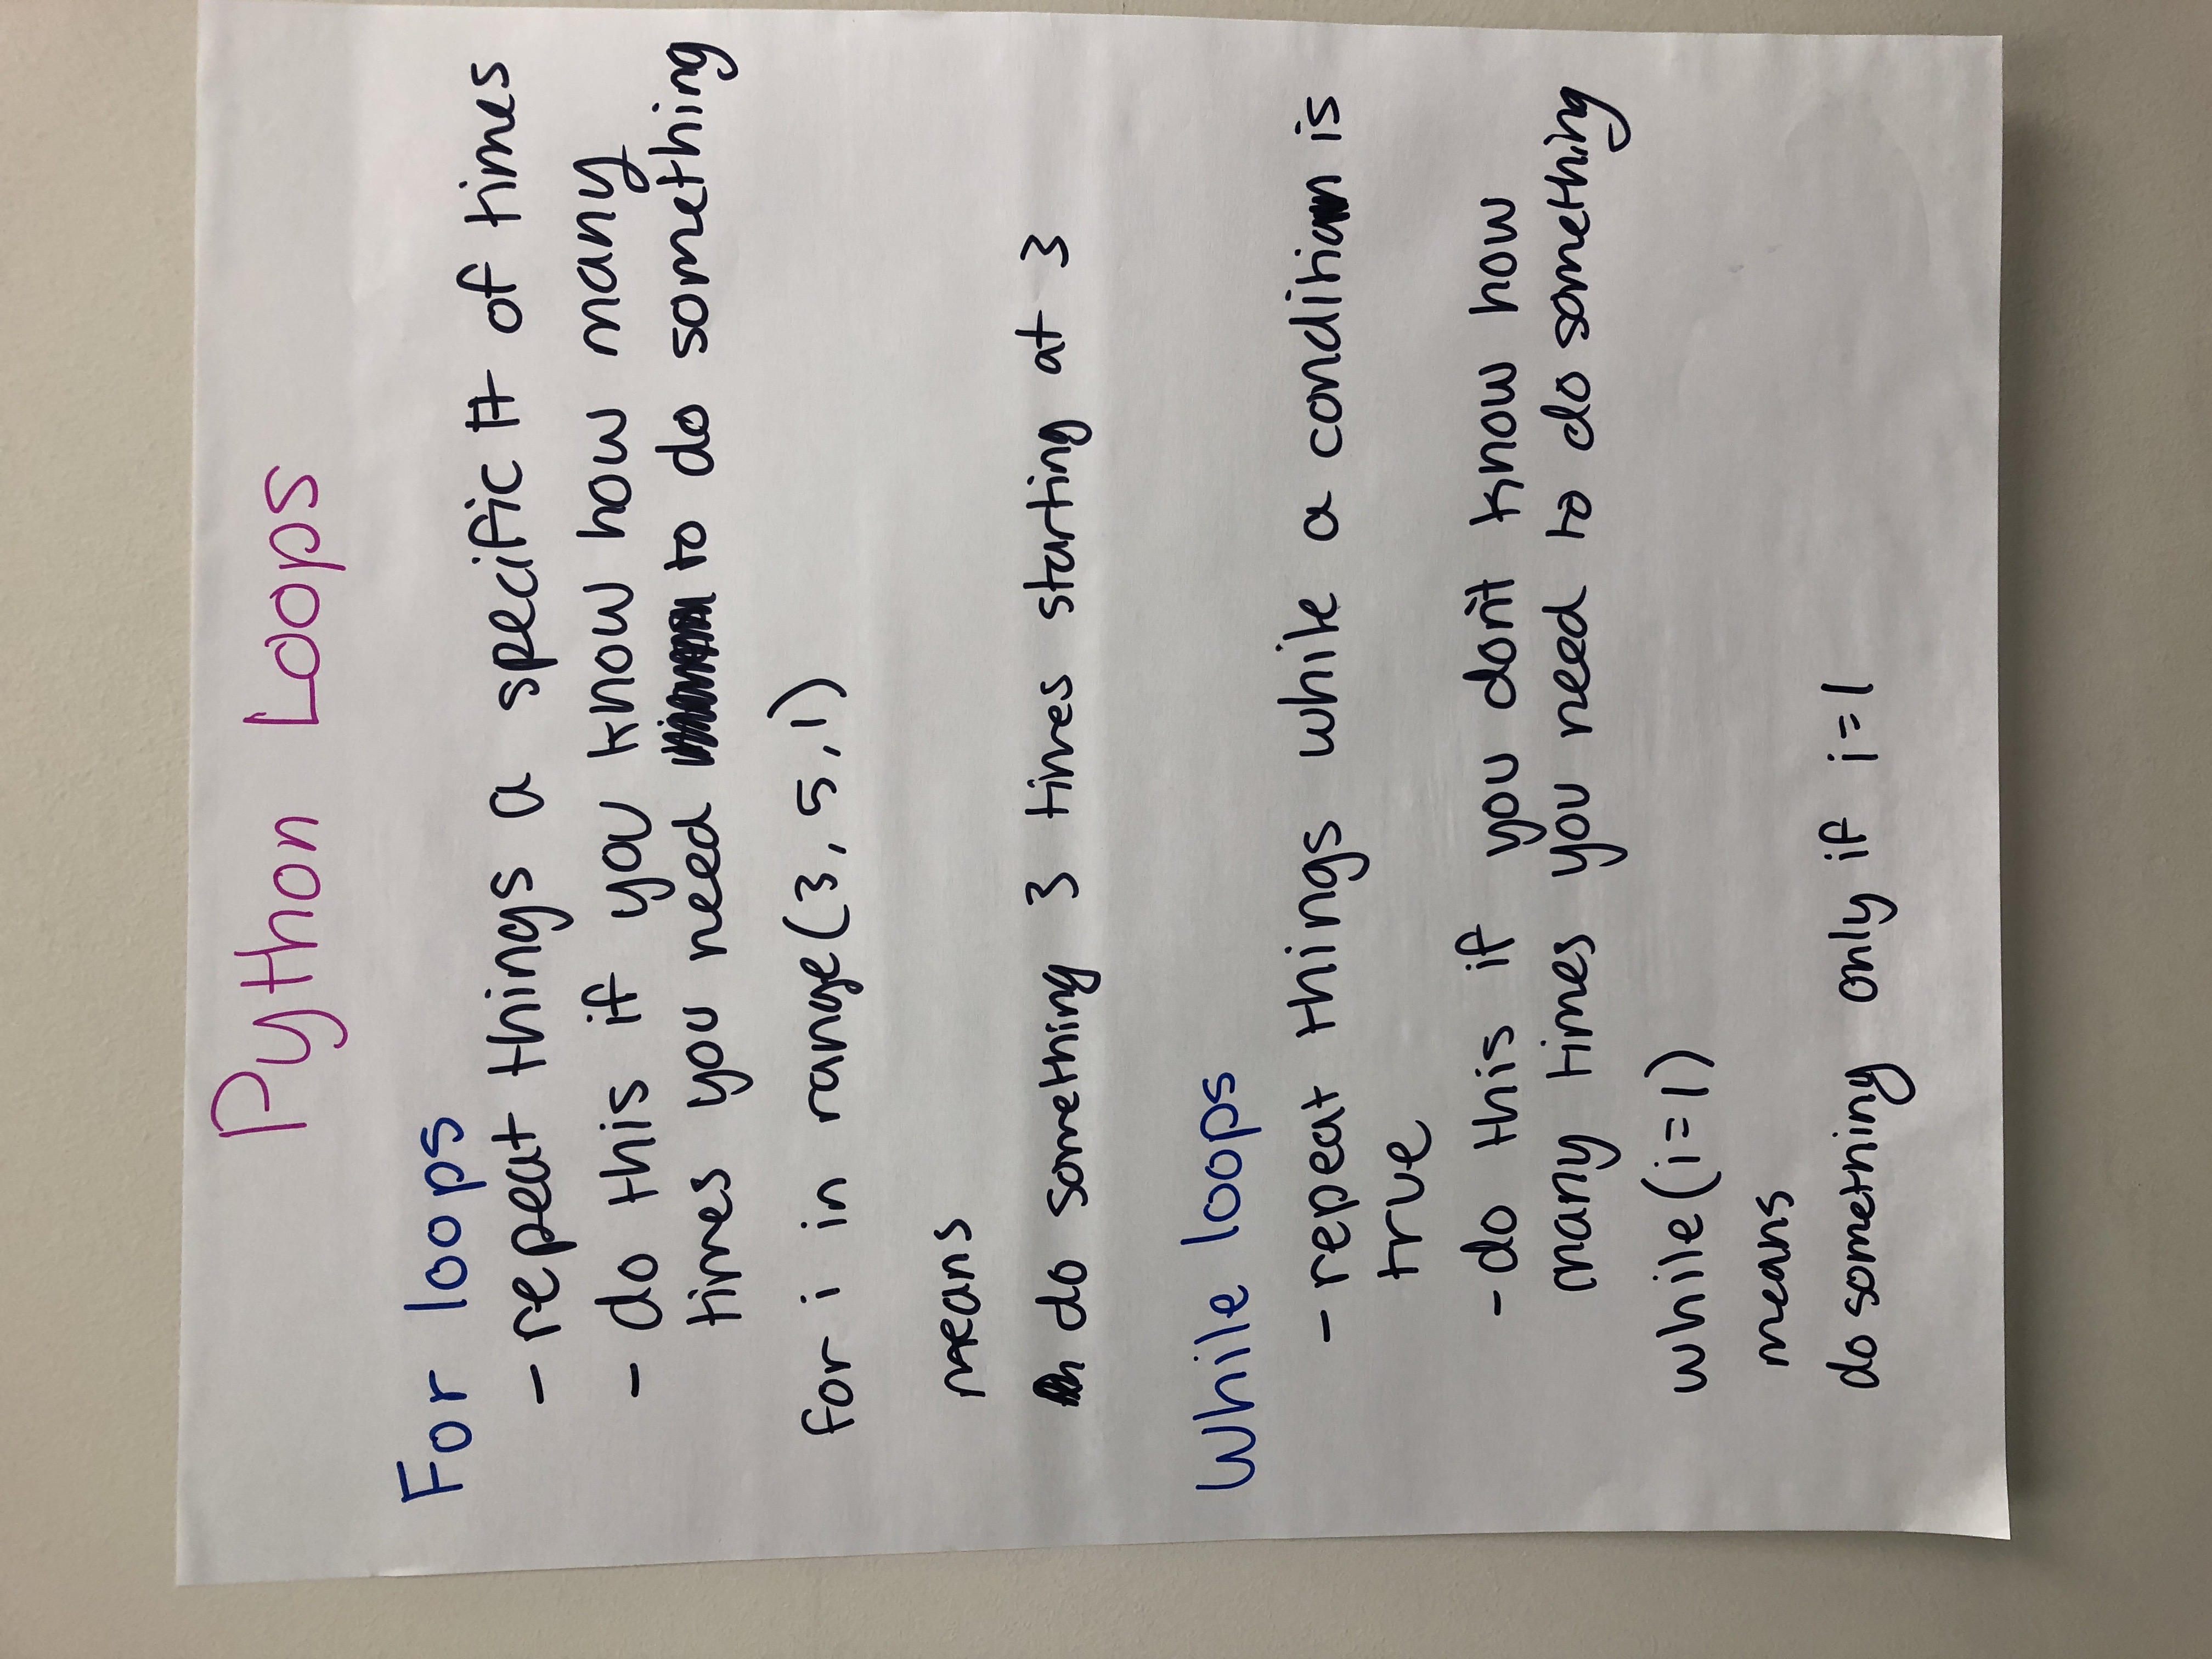 Python Loops
For loops
- repeat things a specific # of times
- do this if you know how many
times you need to do something
for i in range(3, 5, 1)
means
do something 3 times starting at 3
While loops
- repeat things while a condition is
true
- do this if you don't know how
many times you need to do something
while(i=1)
means
do something only if i=1